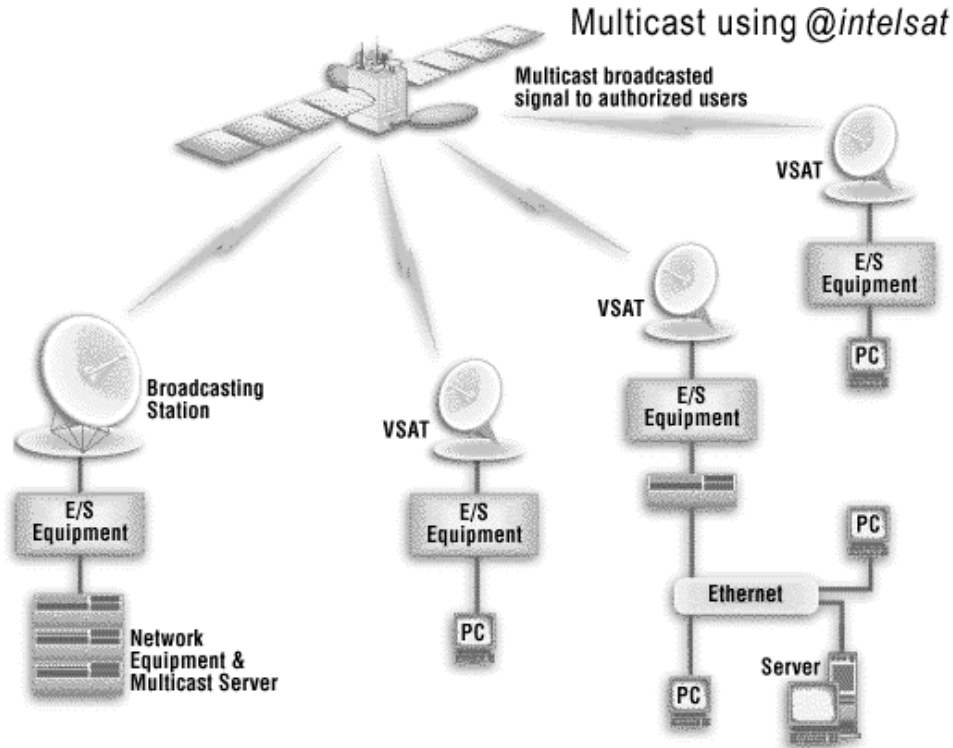 Multicast using @intelsat
Multicast broadcasted
signal to authorized users
VSAT
E/S
Equipment
PC
VSAT
E/S
Equipment
Broadcasting
Station
VSAT
E/S
Equipment
E/S
Equipment
PC
Ethernet
Network
Equipment &
Multicast Server
PC
PC
Server